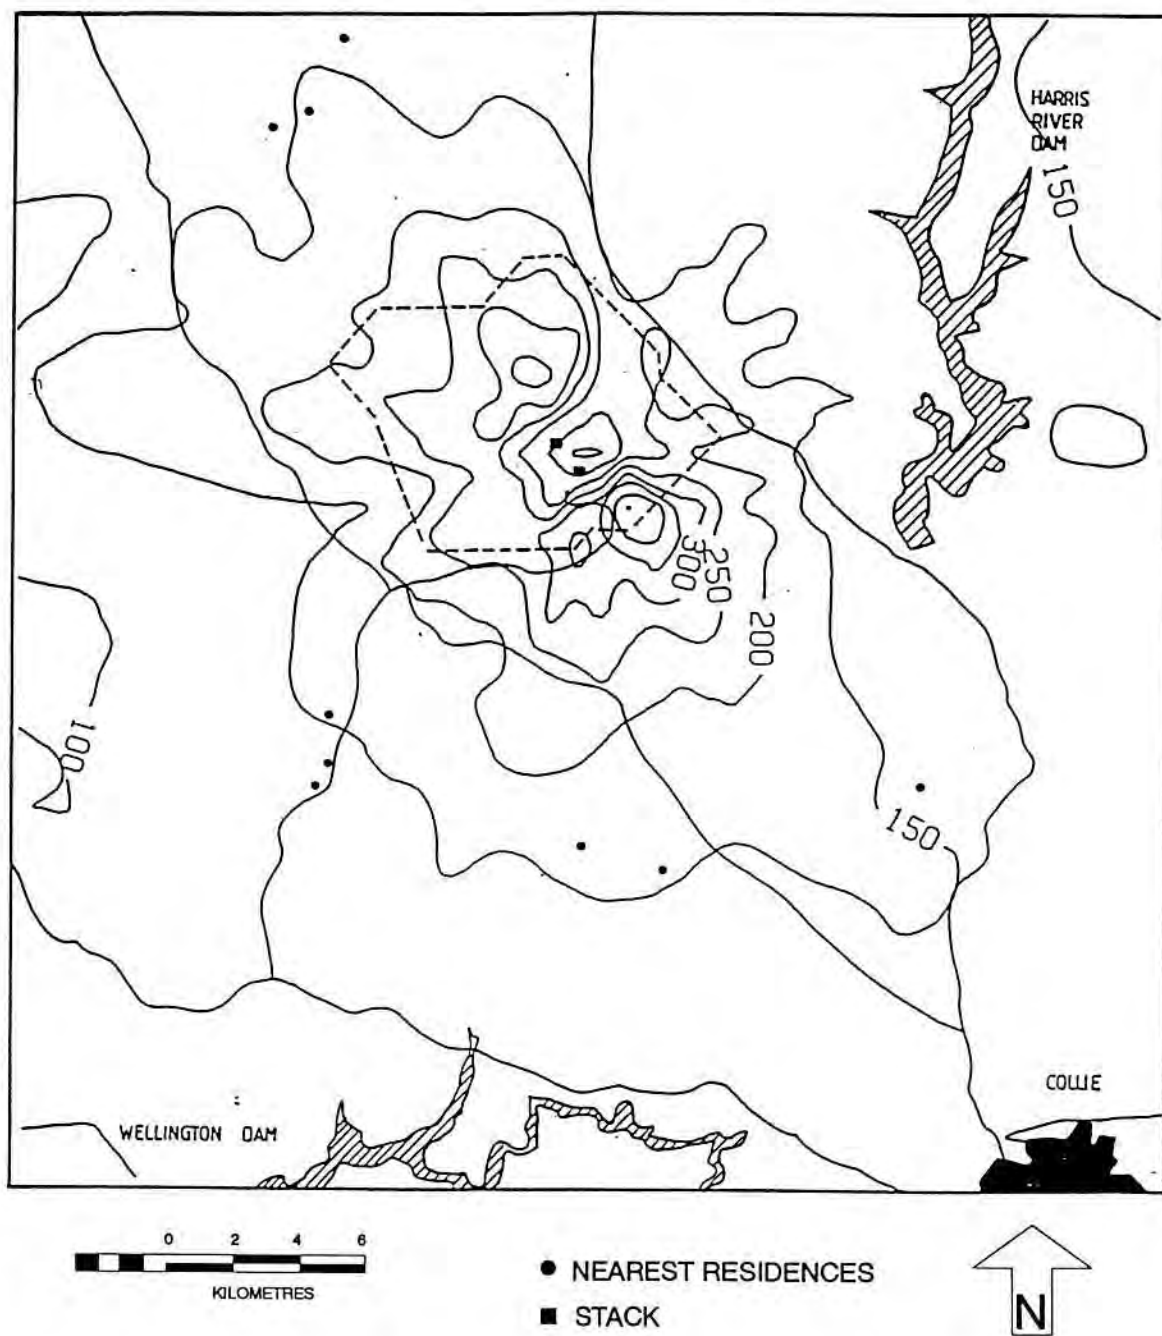 HARRIS
RIVER
DAM
150
300
250
200
100
150
COLLIE
WELLINGTON DAM
0 2 4 6
KILOMETRES
NEAREST RESIDENCES
STACK
N